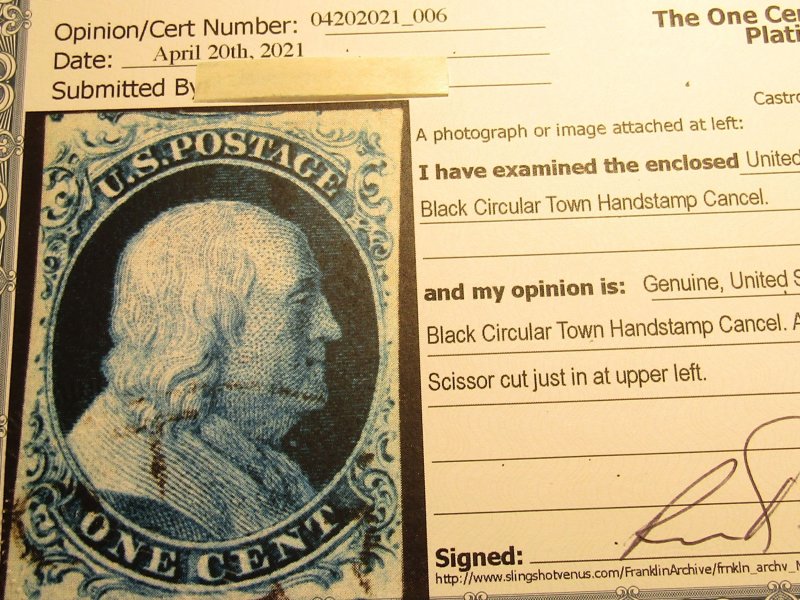 Opinion/Cert Number: 04202021_006
The One Cen
Date: April 20th, 2021
Plati
Submitted By
Castro
A photograph or image attached at left:
I have examined the enclosed United
Black Circular Town Handstamp Cancel.
and my opinion is: Genuine, United S
Black Circular Town Handstamp Cancel. A
Scissor cut just in at upper left.
Signed:
http://www.slingshotvenus.com/FranklinArchive/frnkln_archv_N
U.S. POSTAGE
ONE CENT